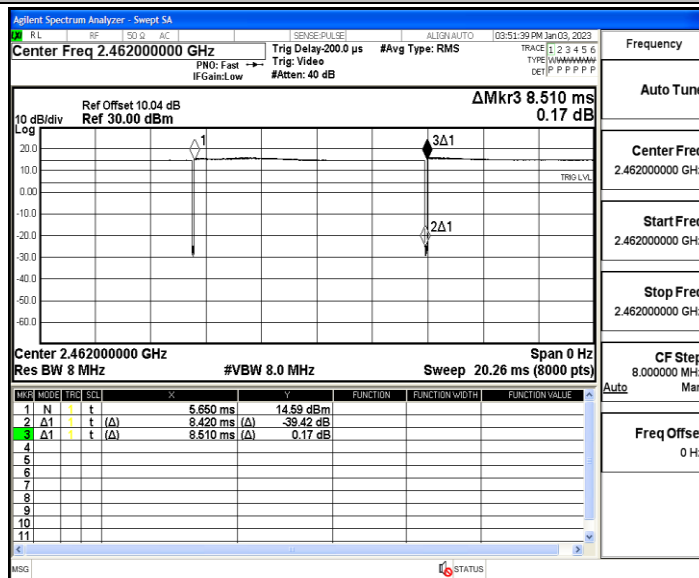 Agilent Spectrum Analyzer - Swept SA
RL RF 50 Ω AC SENSE:PULSE ALIGN AUTO 03:51:39 PM Jan 03, 2023
Center Freq 2.462000000 GHz
PNO: Fast
IFGain:Low
Trig Delay-200.0 µs
Trig: Video
#Atten: 40 dB
#Avg Type: RMS
TRACE 1 2 3 4 5 6
TYPE
DET P P P P P P
ΔMkr3 8.510 ms
0.17 dB
Ref Offset 10.04 dB
10 dB/div Ref 30.00 dBm
Log
1
3Δ1
20.0
10.0
TRIG LVL
0.00
-10.0
2Δ1
-20.0
-30.0
-40.0
-50.0
-60.0
Center 2.462000000 GHz Span 0 Hz
Res BW 8 MHz #VBW 8.0 MHz Sweep 20.26 ms (8000 pts)
MKR MODE TRC SCL X Y FUNCTION FUNCTION WIDTH FUNCTION VALUE
1 N t 5.650 ms 14.59 dBm
2 Δ1 t (Δ) 8.420 ms (Δ) -39.42 dB
3 Δ1 t (Δ) 8.510 ms (Δ) 0.17 dB
4
5
6
7
8
9
10
11
MSG STATUS
Frequency
Auto Tune
Center Freq
2.462000000 GHz
Start Freq
2.462000000 GHz
Stop Freq
2.462000000 GHz
CF Step
8.000000 MHz
Auto Man
Freq Offset
0 Hz